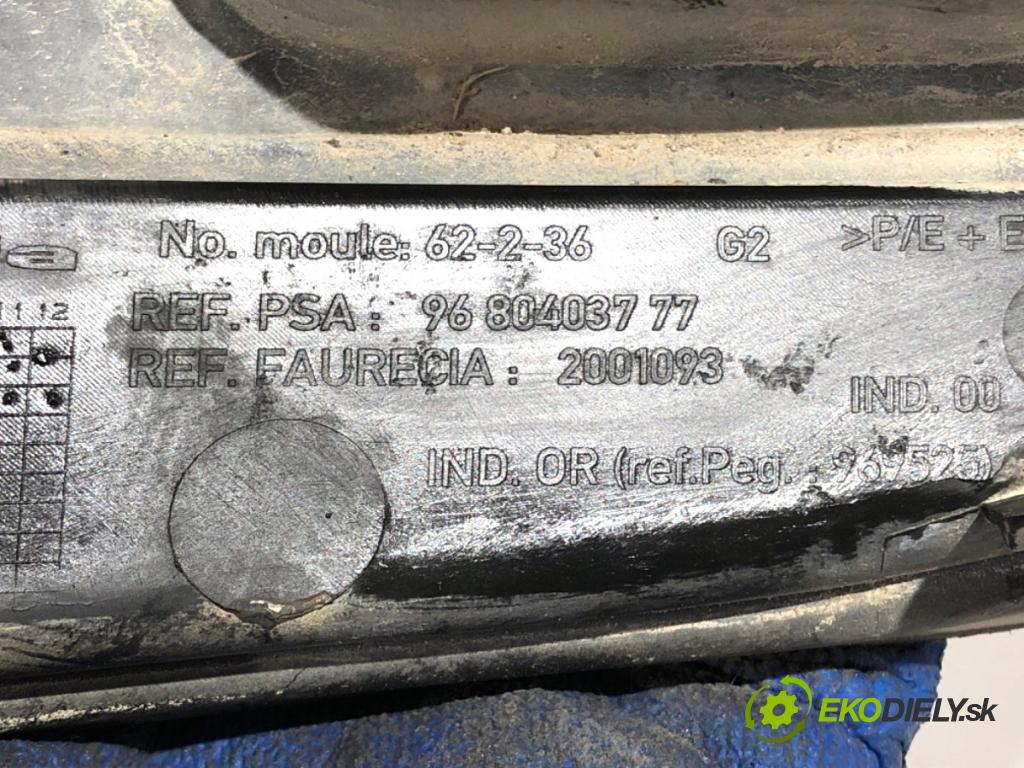 No. moule: 62-2-36 G2 >P/E + E
11 12
REF. PSA : 96 804037 77
REF. FAURECIA : 2001093
IND. 00
IND. OR (ref.Peg. : 969525)
EKODIELY.sk